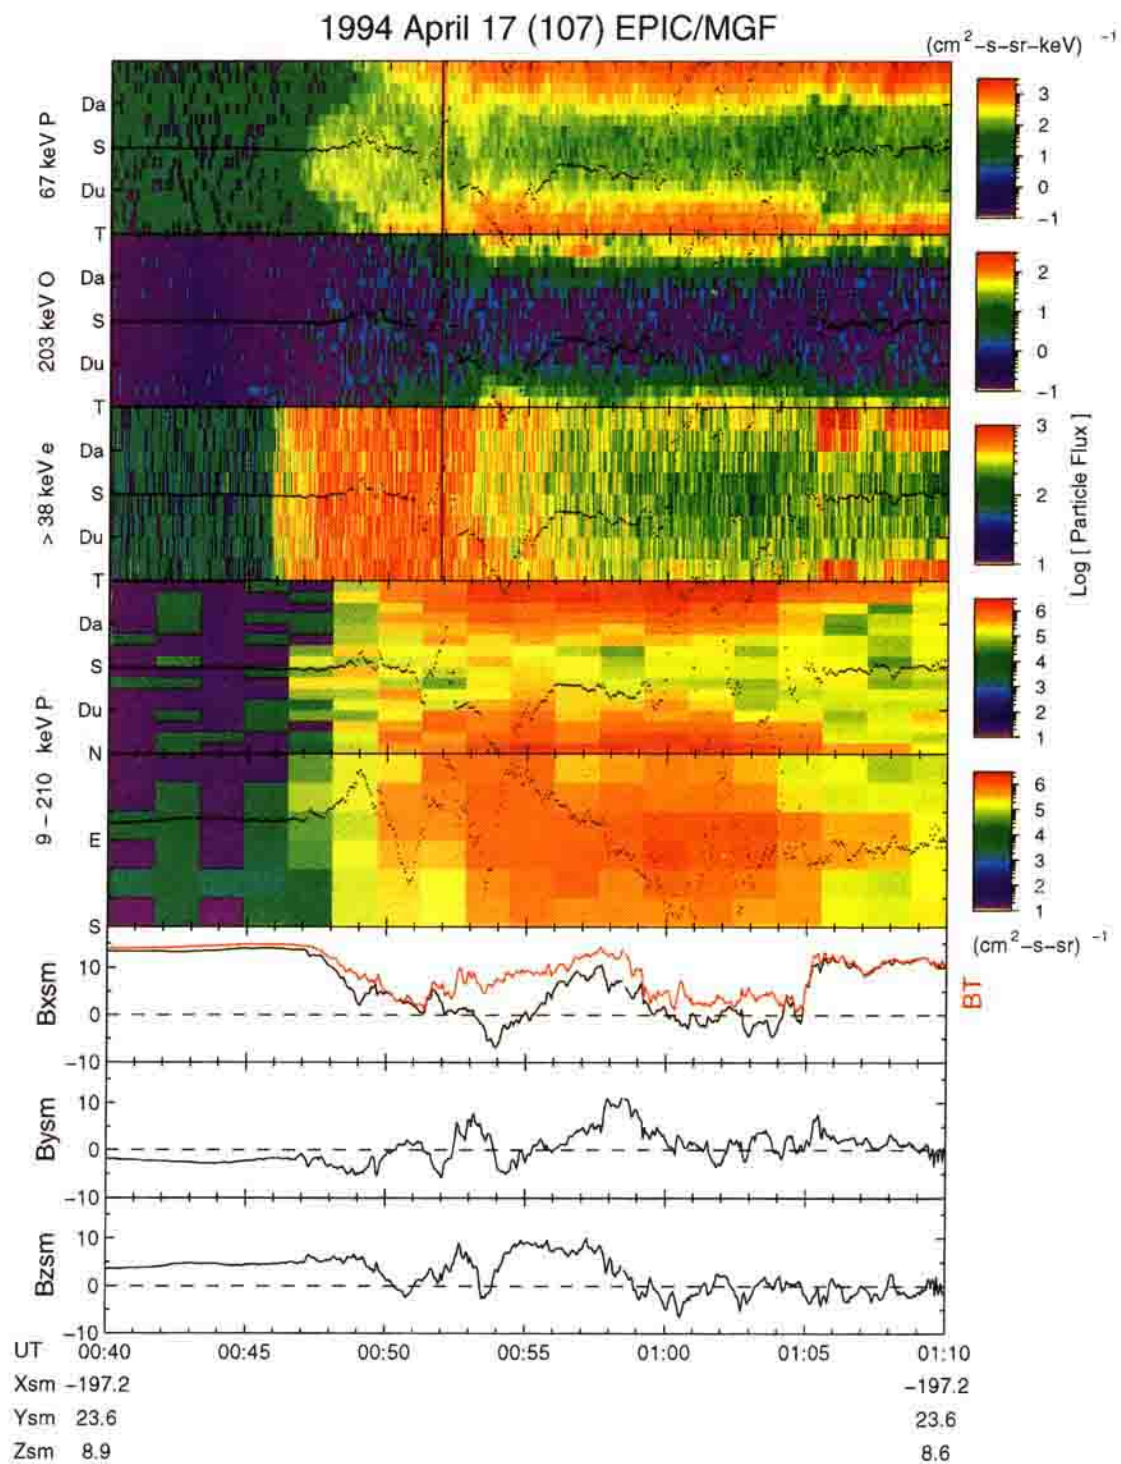 1994 April 17 (107) EPIC/MGF
(cm 2 -s-sr-keV) -1
67 keV P
Da
S
Du
T
3
2
1
0
-1
203 keV O
Da
S
Du
T
2
1
0
-1
> 38 keV e
Da
S
Du
T
3
2
1
Log [ Particle Flux ]
9 - 210 keV P
Da
S
Du
N
6
5
4
3
2
1
E
S
6
5
4
3
2
1
(cm 2 -s-sr) -1
Bxsm
10
0
-10
BT
Bysm
10
0
-10
Bzsm
10
0
-10
UT 00:40 00:45 00:50 00:55 01:00 01:05 01:10
Xsm -197.2 -197.2
Ysm 23.6 23.6
Zsm 8.9 8.6